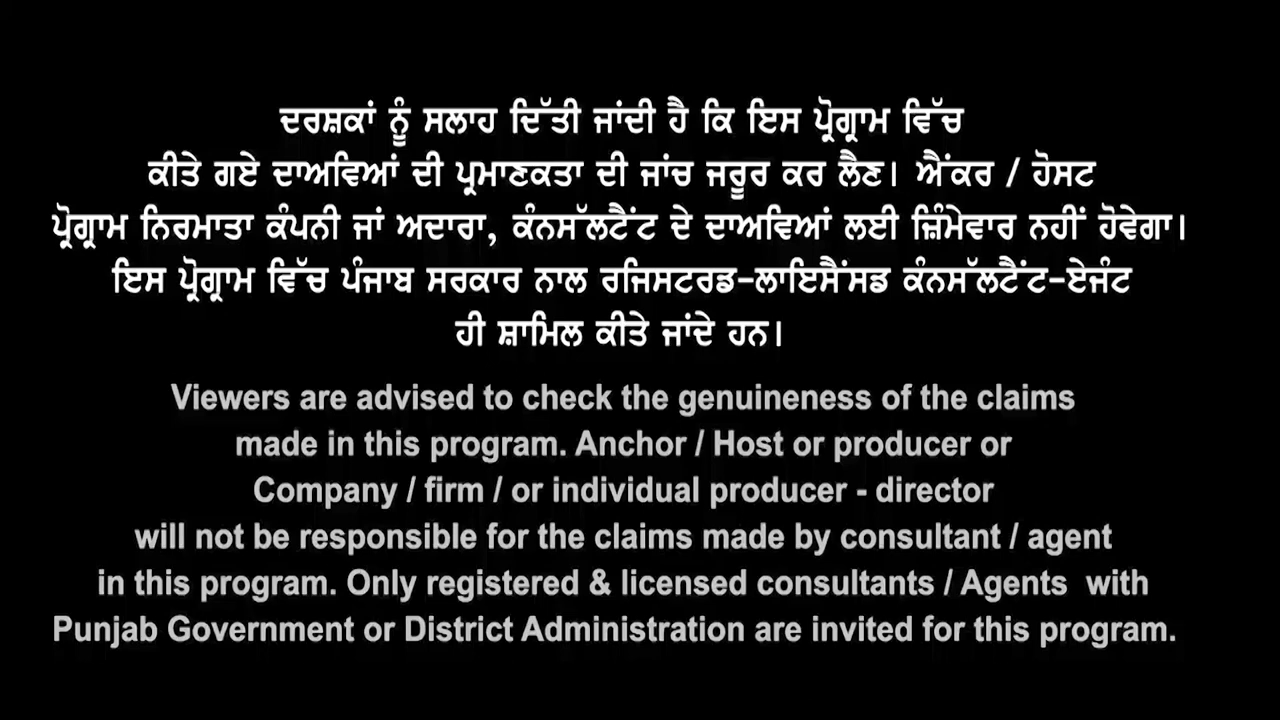 ਦਰਸ਼ਕਾਂ ਨੂੰ ਸਲਾਹ ਦਿੱਤੀ ਜਾਂਦੀ ਹੈ ਕਿ ਇਸ ਪ੍ਰੋਗ੍ਰਾਮ ਵਿੱਚ
ਕੀਤੇ ਗਏ ਦਾਅਵਿਆਂ ਦੀ ਪ੍ਰਮਾਣਕਤਾ ਦੀ ਜਾਂਚ ਜਰੂਰ ਕਰ ਲੈਣ। ਐਂਕਰ / ਹੋਸਟ
ਪ੍ਰੋਗ੍ਰਾਮ ਨਿਰਮਾਤਾ ਕੰਪਨੀ ਜਾਂ ਅਦਾਰਾ, ਕੰਨਸੱਲਟੈਂਟ ਦੇ ਦਾਅਵਿਆਂ ਲਈ ਜ਼ਿੰਮੇਵਾਰ ਨਹੀਂ ਹੋਵੇਗਾ।
ਇਸ ਪ੍ਰੋਗ੍ਰਾਮ ਵਿੱਚ ਪੰਜਾਬ ਸਰਕਾਰ ਨਾਲ ਰਜਿਸਟਰਡ-ਲਾਇਸੈਂਸਡ ਕੰਨਸੱਲਟੈਂਟ-ਏਜੰਟ
ਹੀ ਸ਼ਾਮਿਲ ਕੀਤੇ ਜਾਂਦੇ ਹਨ।
Viewers are advised to check the genuineness of the claims
made in this program. Anchor / Host or producer or
Company / firm / or individual producer - director
will not be responsible for the claims made by consultant / agent
in this program. Only registered & licensed consultants / Agents with
Punjab Government or District Administration are invited for this program.